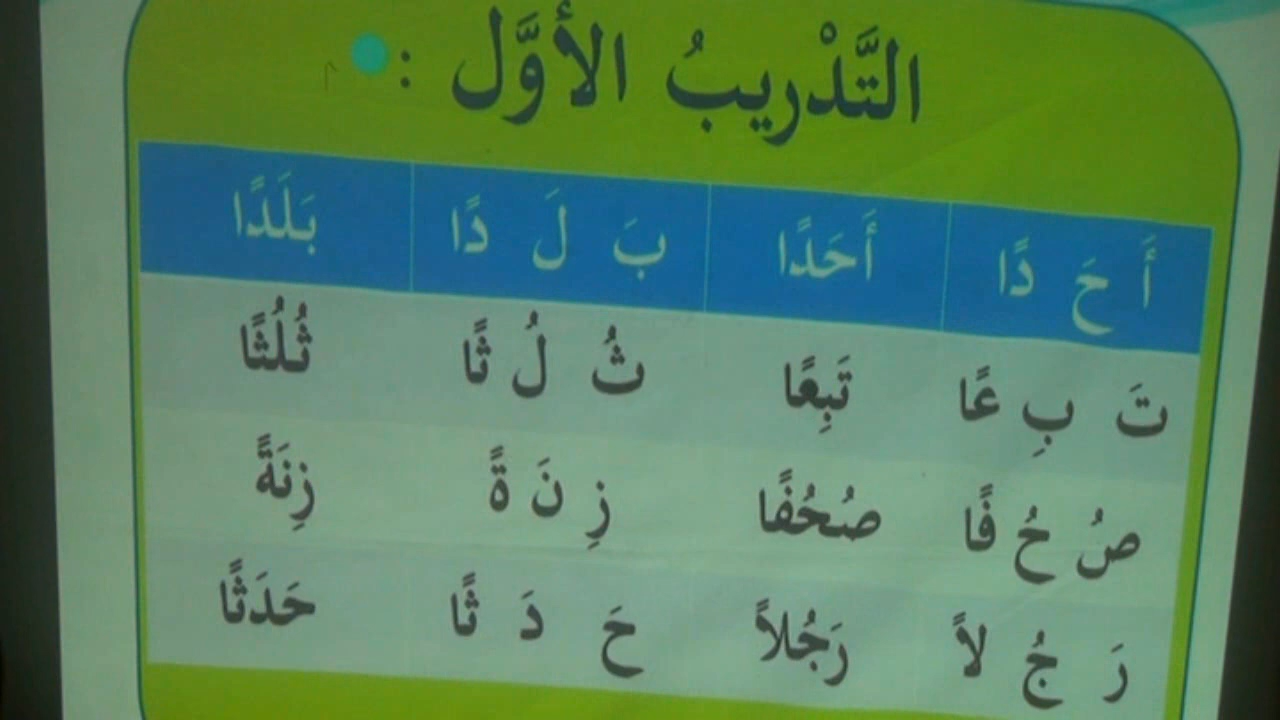 التَّدْرِيبُ الأَوَّل :
أَ حَ دًا أَحَدًا بَ لَ دًا بَلَدًا
تَ بِ عًا تَبِعًا ثُ لُ ثًا ثُلُثًا
صُ حُ فًا صُحُفًا زِ نَ ةً زِنَةً
رَ جُ لاً رَجُلاً حَ دَ ثًا حَدَثًا